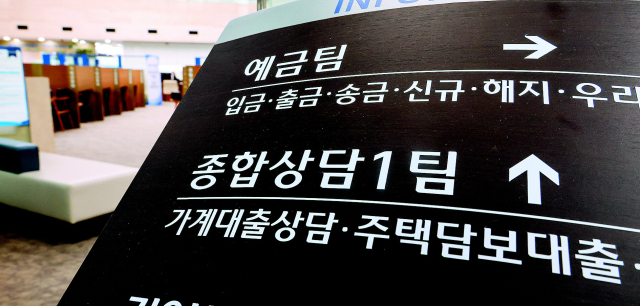 예금팀 →
입금·출금·송금·신규·해지·우리
종합상담1팀 ↑
가계대출상담·주택담보대출·